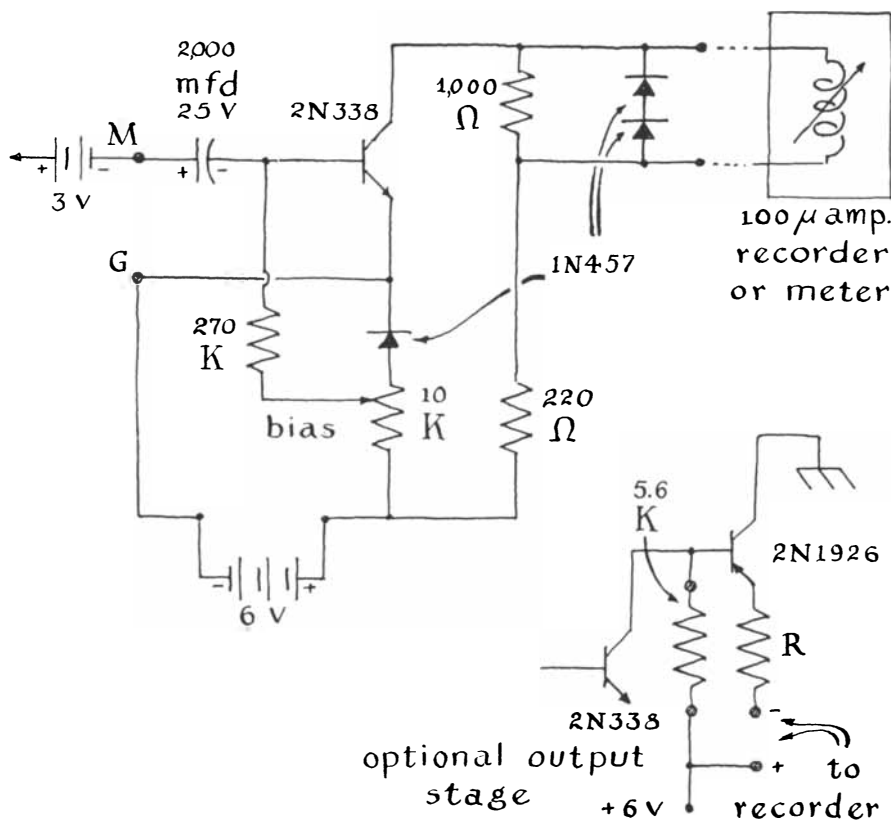 2,000
mfd
25 V
2N338
1,000
Ω
M
+
-
+
-
3 V
100 μ amp.
recorder
or meter
G
1N457
270
K
10
K
bias
220
Ω
-
+
6 V
5.6
K
2N1926
R
2N338
-
optional output
stage
+
to
+6 V
recorder